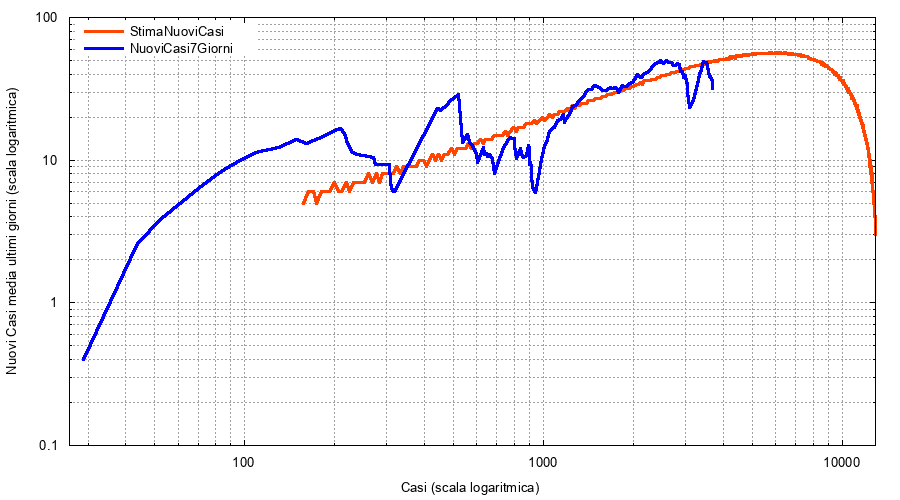 100
StimaNuoviCasi
NuoviCasi7Giorni
10
1
0.1
Nuovi Casi media ultimi giorni (scala logaritmica)
100
1000
10000
Casi (scala logaritmica)